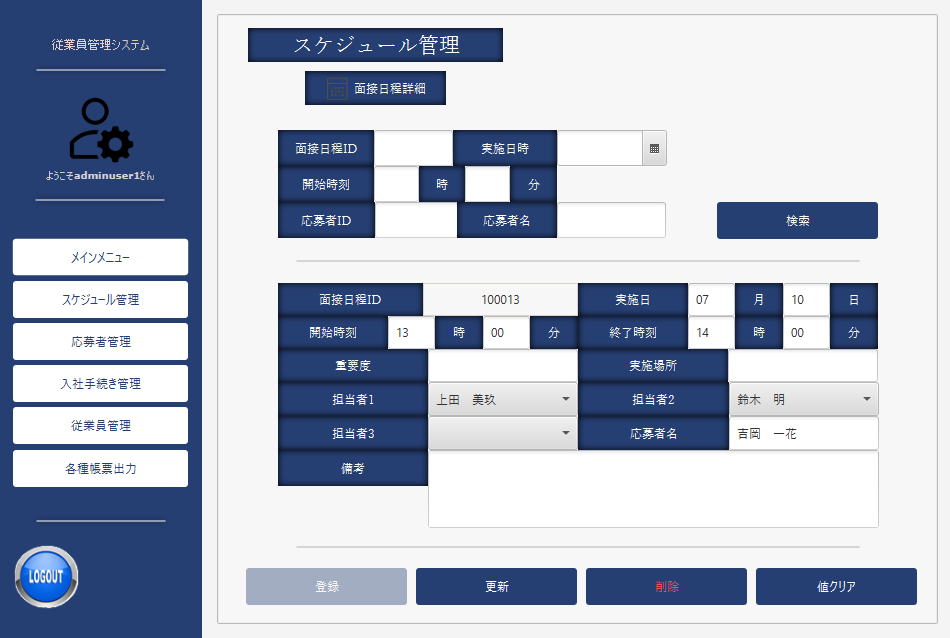 従業員管理システム
ようこそadminuser1さん
メインメニュー
スケジュール管理
応募者管理
入社手続き管理
従業員管理
各種帳票出力
LOGOUT
スケジュール管理
面接日程詳細
面接日程ID 実施日時
開始時刻 時 分
応募者ID 応募者名 検索
面接日程ID 100013 実施日 07 月 10 日
開始時刻 13 時 00 分 終了時刻 14 時 00 分
重要度 実施場所
担当者1 上田 美玖 担当者2 鈴木 明
担当者3 応募者名 吉岡 一花
備考
登録 更新 削除 値クリア